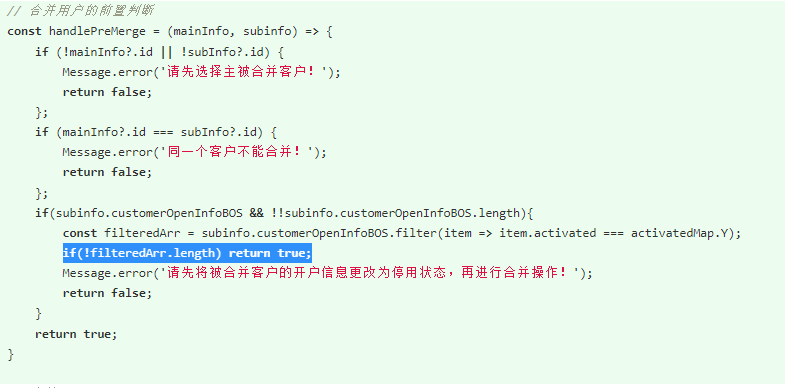 // 合并用户的前置判断
const handlePreMerge = (mainInfo, subinfo) => {
    if (!mainInfo?.id || !subInfo?.id) {
        Message.error('请先选择主被合并客户！');
        return false;
    };
    if (mainInfo?.id === subInfo?.id) {
        Message.error('同一个客户不能合并！');
        return false;
    };
    if(subinfo.customerOpenInfoBOS && !!subinfo.customerOpenInfoBOS.length){
        const filteredArr = subinfo.customerOpenInfoBOS.filter(item => item.activated === activatedMap.Y);
        if(!filteredArr.length) return true;
        Message.error('请先将被合并客户的开户信息更改为停用状态，再进行合并操作！');
        return false;
    }
    return true;
}